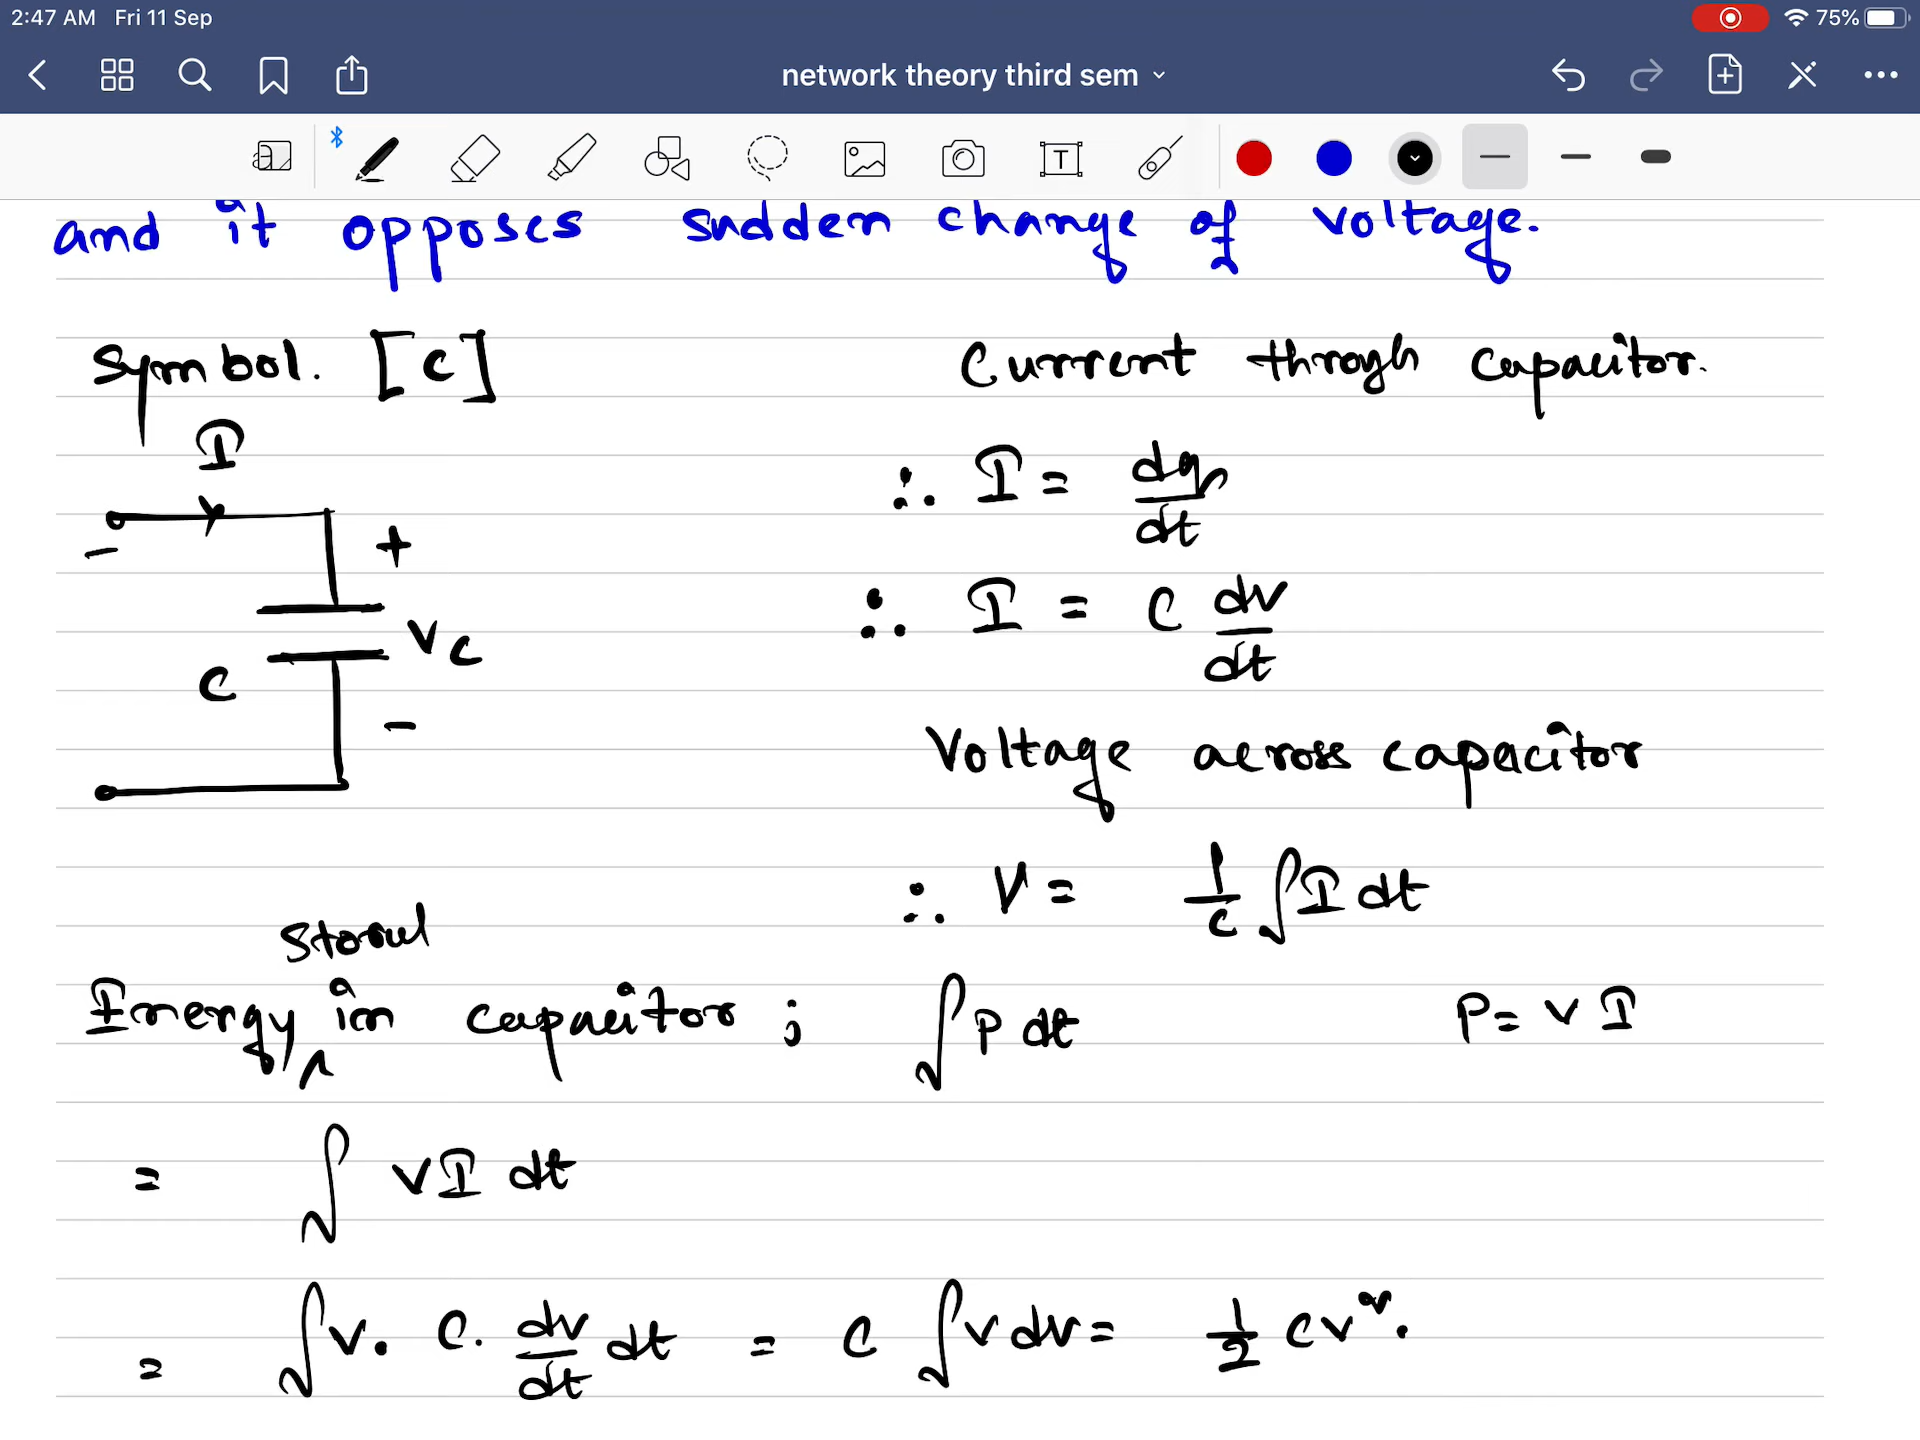 2:47 AM Fri 11 Sep
75%
network theory third sem
T
and it opposes sudden change of voltage.
Symbol. [C]
I
-
+
Vc
C
-
Current throgh capacitor.
∴ I = dq/dt
∴ I = C dv/dt
Voltage across capacitor
∴ V = 1/C ∫I dt
Stored
Energy in capacitor ; ∫P dt
P = V I
= ∫ VI dt
= ∫V. C. dv/dt dt = C ∫V dv = 1/2 CV².